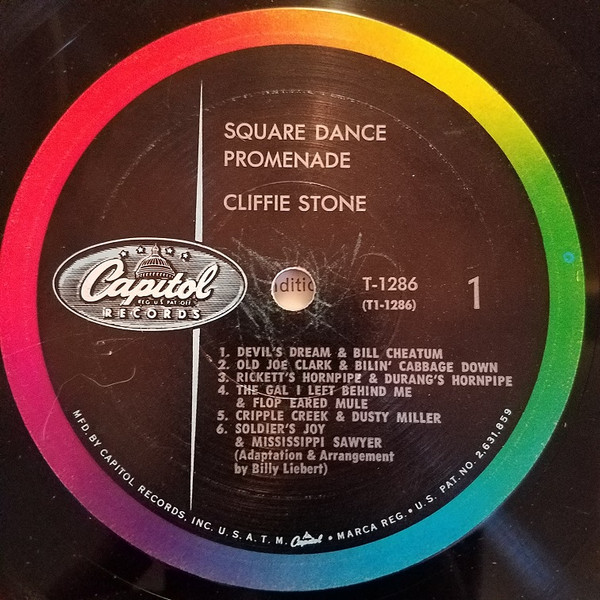 SQUARE DANCE
PROMENADE
CLIFFIE STONE
Capitol
REG. U.S. PAT. OFF.
RECORDS
T-1286
(T1-1286)
1
1. DEVIL'S DREAM & BILL CHEATUM
2. OLD JOE CLARK & BILIN' CABBAGE DOWN
3. RICKETT'S HORNPIPE & DURANG'S HORNPIPE
4. THE GAL I LEFT BEHIND ME
& FLOP EARED MULE
5. CRIPPLE CREEK & DUSTY MILLER
6. SOLDIER'S JOY
& MISSISSIPPI SAWYER
(Adaptation & Arrangement
by Billy Liebert)
MFD. BY CAPITOL RECORDS, INC. U. S. A. T. M. Capitol • MARCA REG. • U.S. PAT. NO. 2,631,859